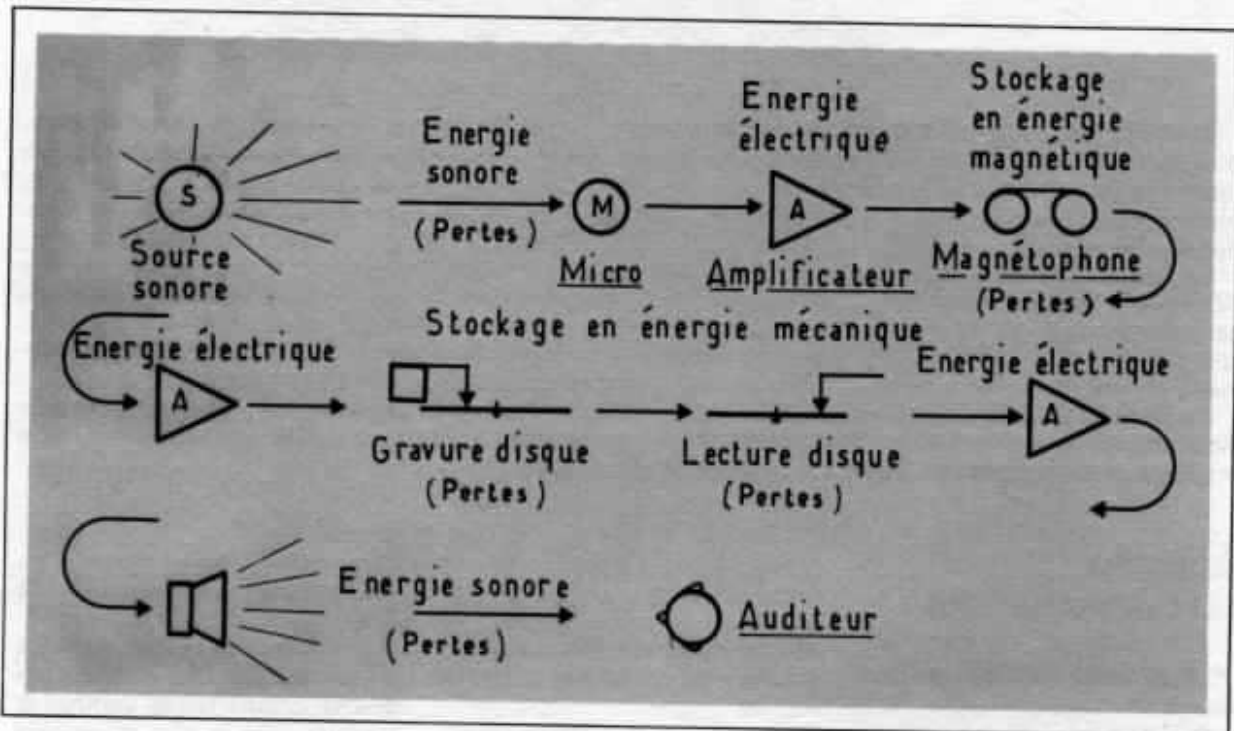 Stockage
en énergie
magnétique
Energie
électrique
Energie
sonore
(Pertes)
S
M
A
Source
sonore
Micro
Amplificateur
Magnétophone
(Pertes)
Stockage en énergie mécanique
Energie électrique
A
Gravure disque
(Pertes)
Lecture disque
(Pertes)
Energie électrique
A
Energie sonore
(Pertes)
Auditeur